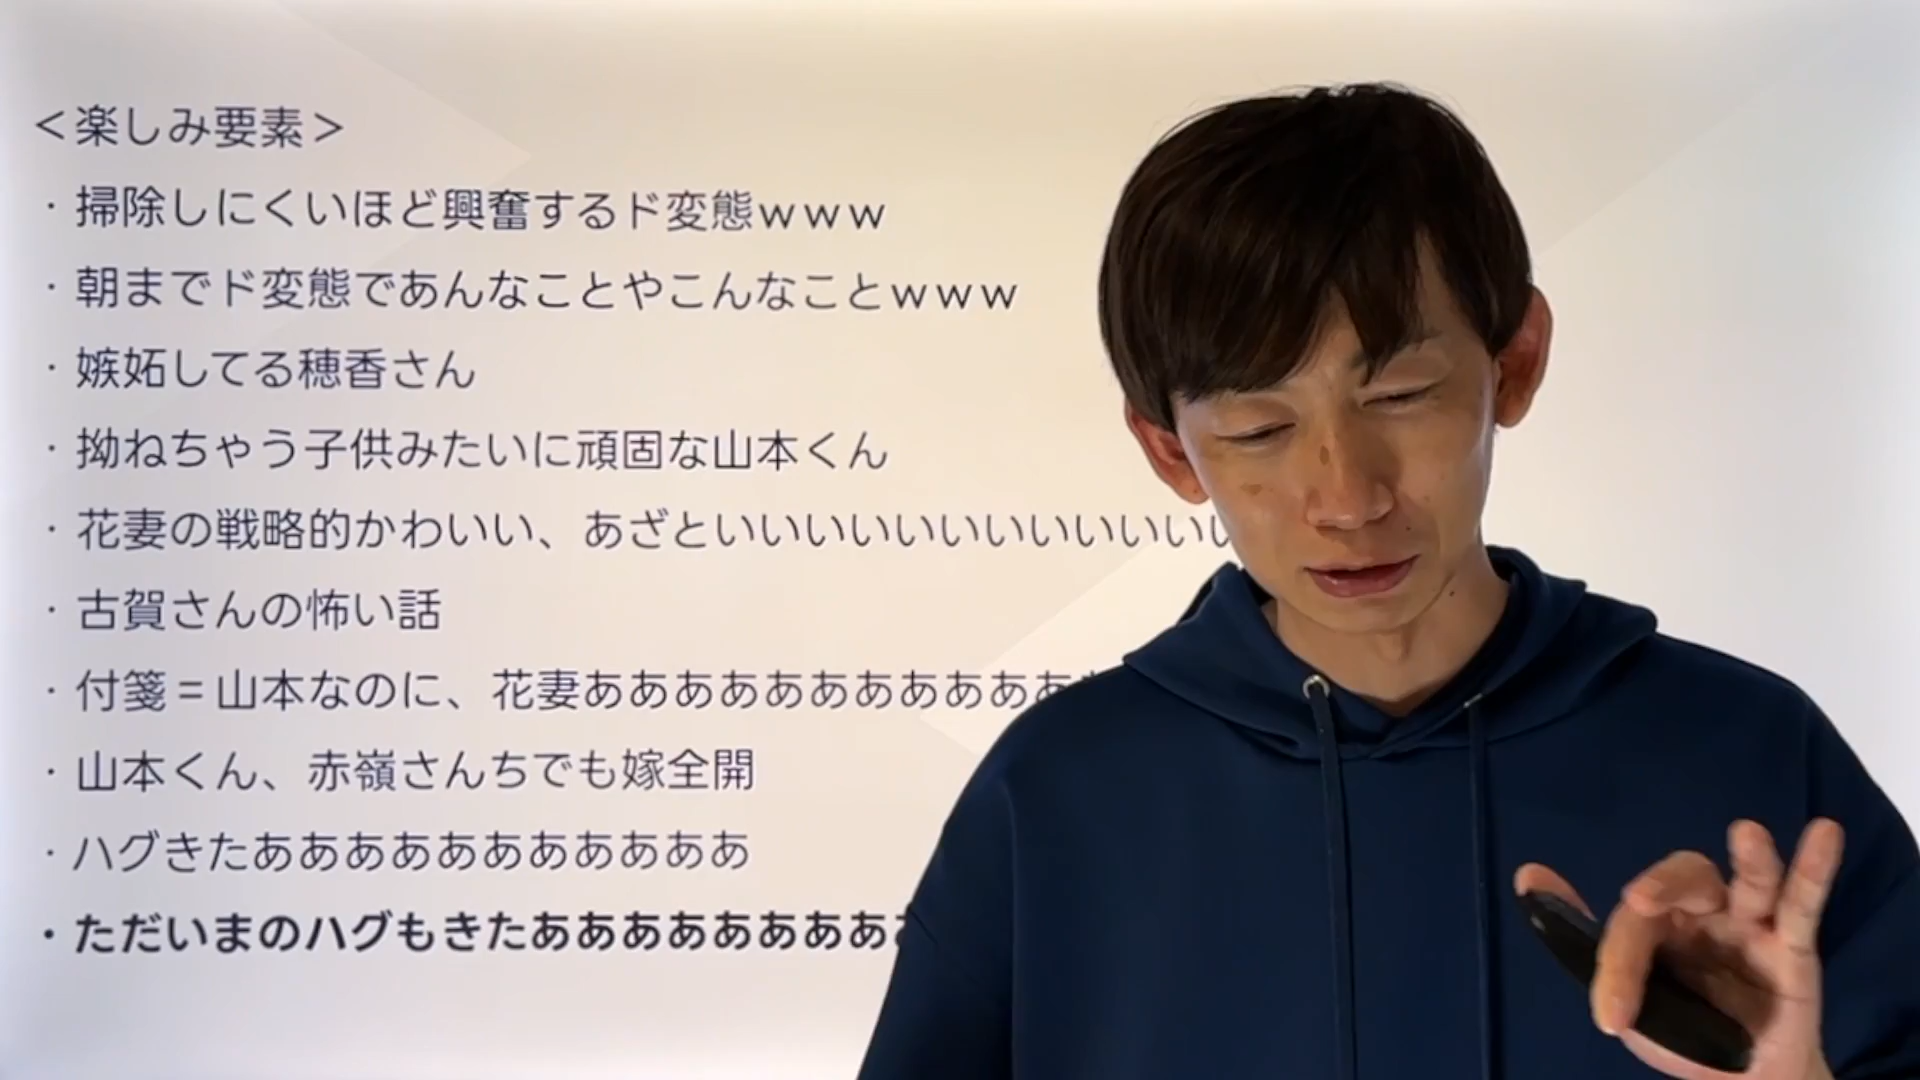 ＜楽しみ要素＞
・掃除しにくいほど興奮するド変態ｗｗｗ
・朝までド変態であんなことやこんなことｗｗｗ
・嫉妬してる穂香さん
・拗ねちゃう子供みたいに頑固な山本くん
・花妻の戦略的かわいい、あざといいいいいいいいいいいい
・古賀さんの怖い話
・付箋＝山本なのに、花妻あああああああああああ
・山本くん、赤嶺さんちでも嫁全開
・ハグきたあああああああああああ
・ただいまのハグもきたああああああああ